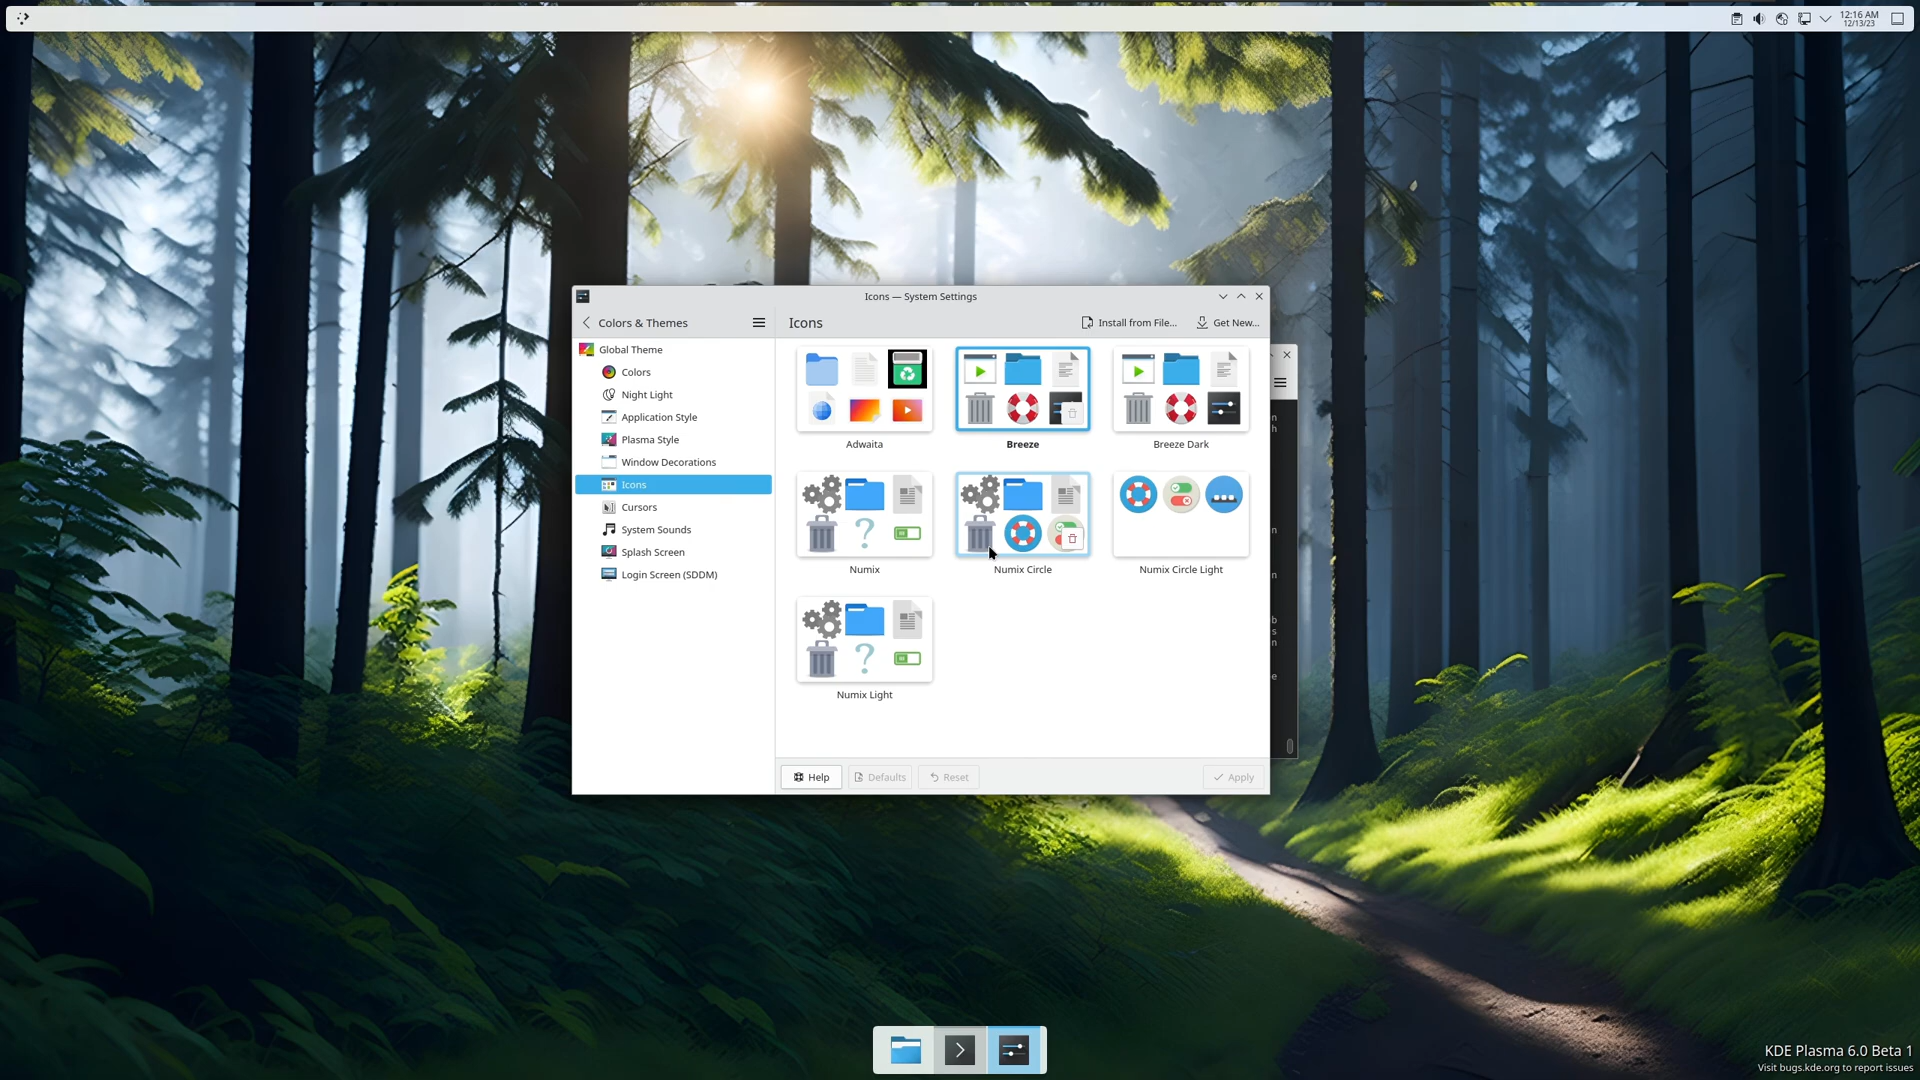 12:16 AM
12/13/23
Icons — System Settings
Colors & Themes
Icons
Install from File...
Get New...
Global Theme
Colors
Night Light
Application Style
Plasma Style
Window Decorations
Icons
Cursors
System Sounds
Splash Screen
Login Screen (SDDM)
Adwaita
Breeze
Breeze Dark
Numix
Numix Circle
Numix Circle Light
Numix Light
Help
Defaults
Reset
Apply
n
h
n
n
b
s
n
e
KDE Plasma 6.0 Beta 1
Visit bugs.kde.org to report issues